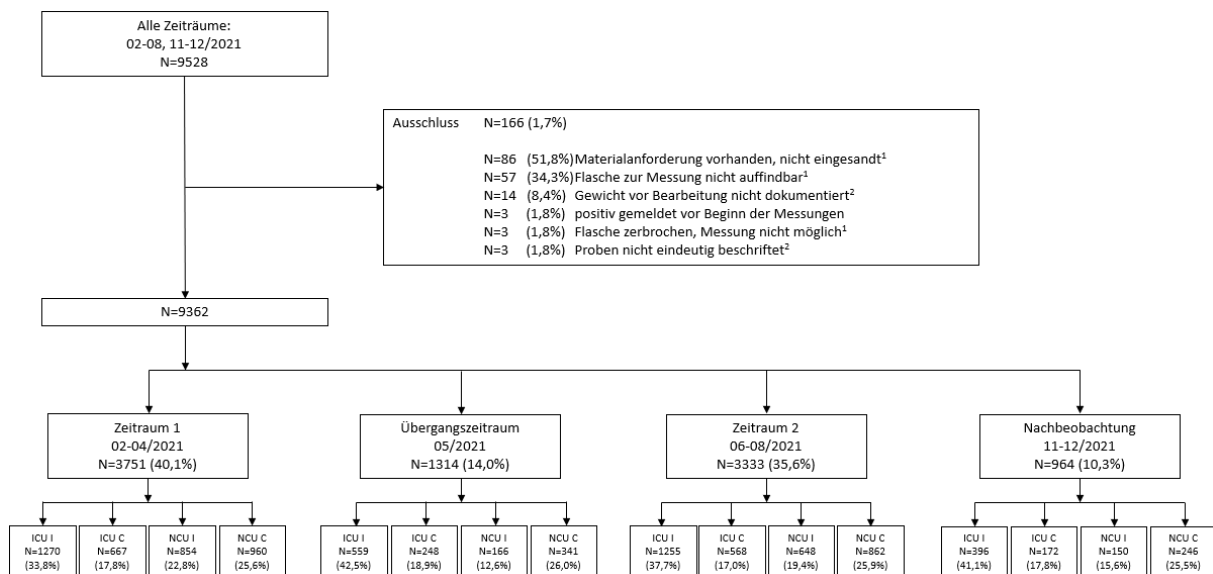 Alle Zeiträume:
02-08, 11-12/2021
N=9528
Ausschluss N=166 (1,7%)
N=86 (51,8%) Materialanforderung vorhanden, nicht eingesandt¹
N=57 (34,3%) Flasche zur Messung nicht auffindbar¹
N=14 (8,4%) Gewicht vor Bearbeitung nicht dokumentiert²
N=3 (1,8%) positiv gemeldet vor Beginn der Messungen
N=3 (1,8%) Flasche zerbrochen, Messung nicht möglich¹
N=3 (1,8%) Proben nicht eindeutig beschriftet²
N=9362
Zeitraum 1
02-04/2021
N=3751 (40,1%)
Übergangszeitraum
05/2021
N=1314 (14,0%)
Zeitraum 2
06-08/2021
N=3333 (35,6%)
Nachbeobachtung
11-12/2021
N=964 (10,3%)
ICU I
N=1270
(33,8%)
ICU C
N=667
(17,8%)
NCU I
N=854
(22,8%)
NCU C
N=960
(25,6%)
ICU I
N=559
(42,5%)
ICU C
N=248
(18,9%)
NCU I
N=166
(12,6%)
NCU C
N=341
(26,0%)
ICU I
N=1255
(37,7%)
ICU C
N=568
(17,0%)
NCU I
N=648
(19,4%)
NCU C
N=862
(25,9%)
ICU I
N=396
(41,1%)
ICU C
N=172
(17,8%)
NCU I
N=150
(15,6%)
NCU C
N=246
(25,5%)